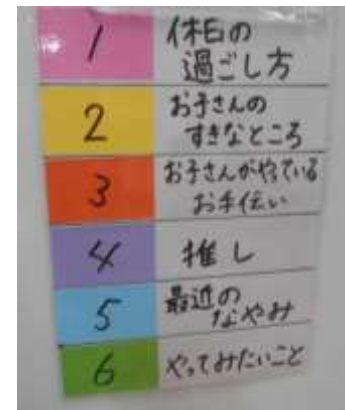 1 休日の
過ごし方
2 お子さんの
すきなところ
3 お子さんがやっている
お手伝い
4 推し
5 最近の
なやみ
6 やってみたいこと